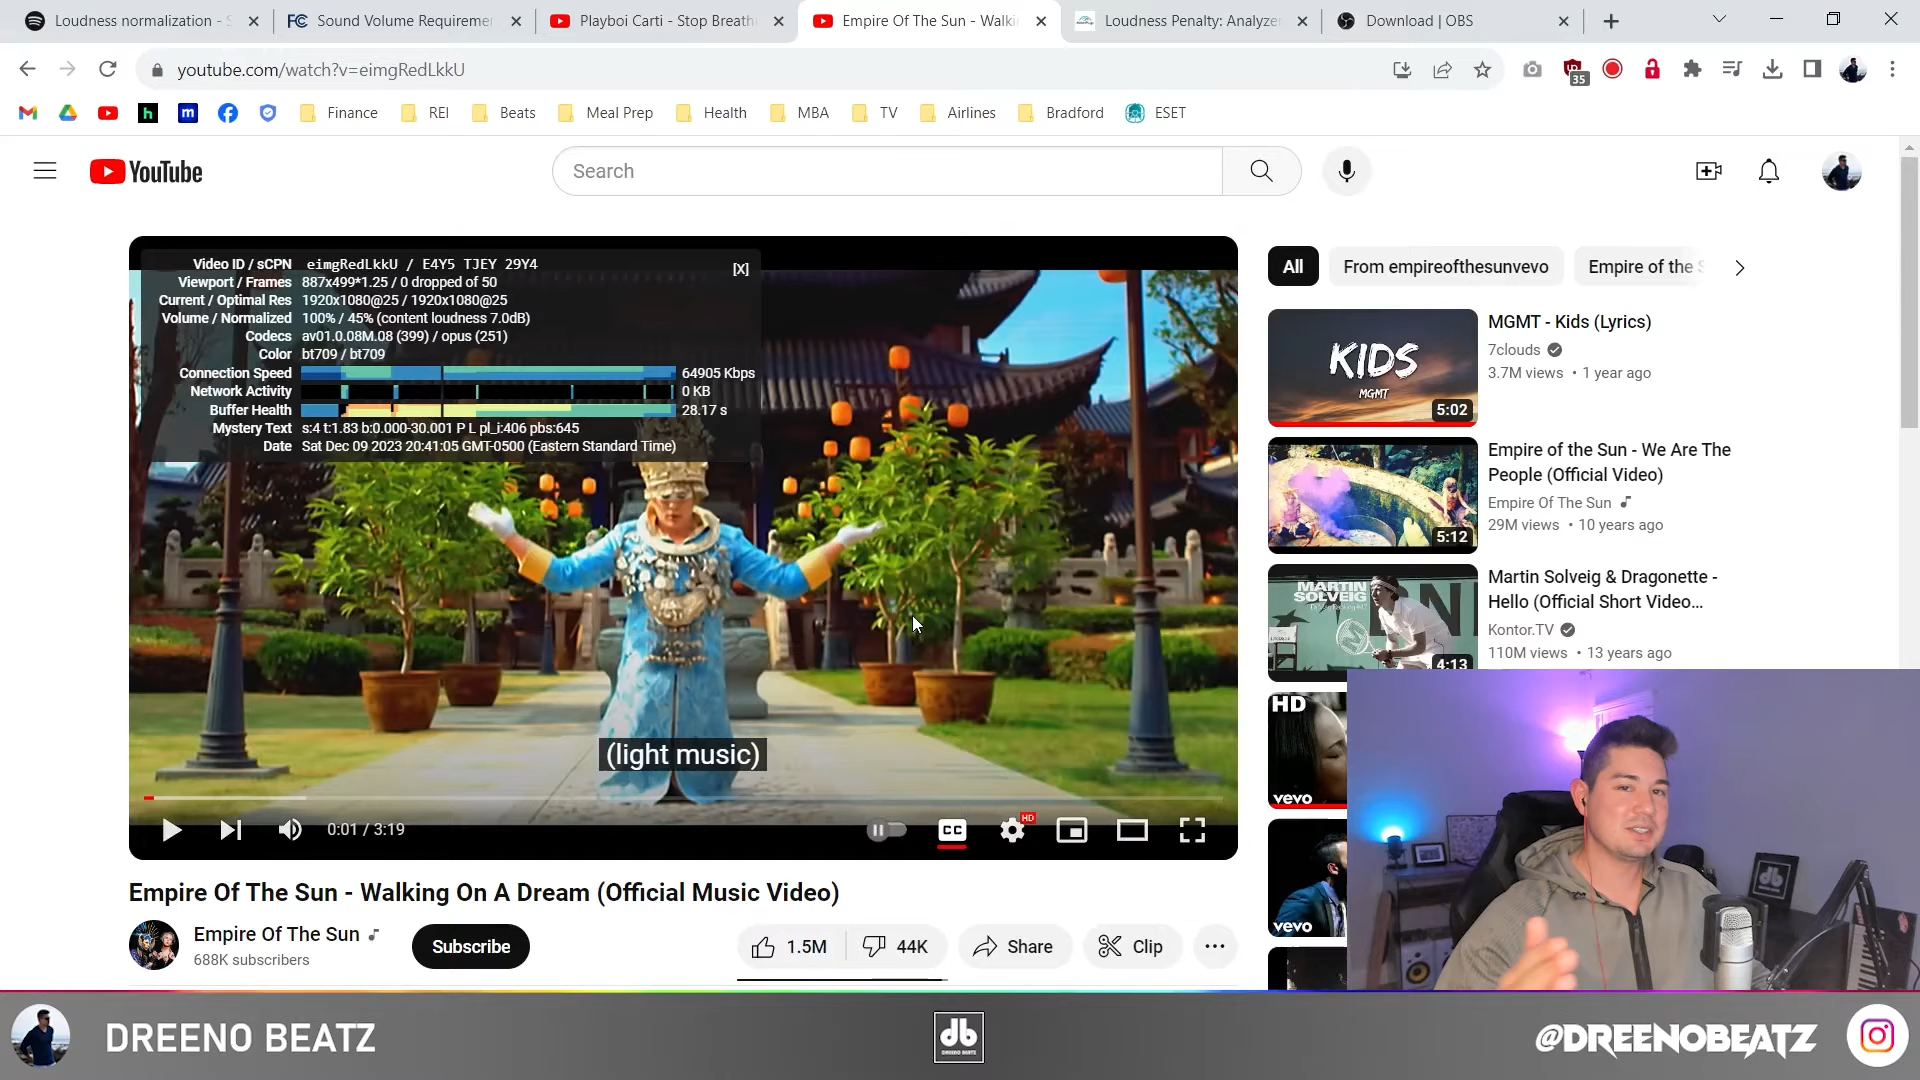 Loudness normalization - S
Sound Volume Requiremen
Playboi Carti - Stop Breath
Empire Of The Sun - Walki
Loudness Penalty: Analyzer
Download | OBS
youtube.com/watch?v=eimgRedLkkU
35
Finance
REI
Beats
Meal Prep
Health
MBA
TV
Airlines
Bradford
ESET
YouTube
Search
Video ID / sCPN eimgRedLkkU / E4Y5 TJEY 29Y4
[X]
Viewport / Frames 887x499*1.25 / 0 dropped of 50
Current / Optimal Res 1920x1080@25 / 1920x1080@25
Volume / Normalized 100% / 45% (content loudness 7.0dB)
Codecs av01.0.08M.08 (399) / opus (251)
Color bt709 / bt709
Connection Speed 64905 Kbps
Network Activity 0 KB
Buffer Health 28.17 s
Mystery Text s:4 t:1.83 b:0.000-30.001 P L pl_i:406 pbs:645
Date Sat Dec 09 2023 20:41:05 GMT-0500 (Eastern Standard Time)
(light music)
0:01 / 3:19
CC
HD
Empire Of The Sun - Walking On A Dream (Official Music Video)
Empire Of The Sun
688K subscribers
Subscribe
1.5M
44K
Share
Clip
All
From empireofthesunvevo
Empire of the S
KIDS
MGMT
5:02
MGMT - Kids (Lyrics)
7clouds
3.7M views • 1 year ago
5:12
Empire of the Sun - We Are The
People (Official Video)
Empire Of The Sun
29M views • 10 years ago
MARTIN
SOLVEIG
4:13
Martin Solveig & Dragonette -
Hello (Official Short Video...
Kontor.TV
110M views • 13 years ago
HD
vevo
vevo
DREENO BEATZ
db
DREENO BEATZ
@DREENOBEATZ